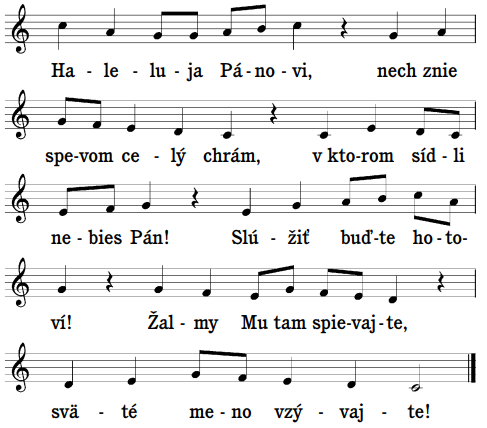 Ha - le - lu - ja Pá - no - vi, nech znie
spe - vom ce - lý chrám, v kto - rom síd - li
ne - bies Pán! Slú - žiť buď - te ho - to-
ví! Žal - my Mu tam spie - vaj - te,
svä - té me - no vzý - vaj - te!